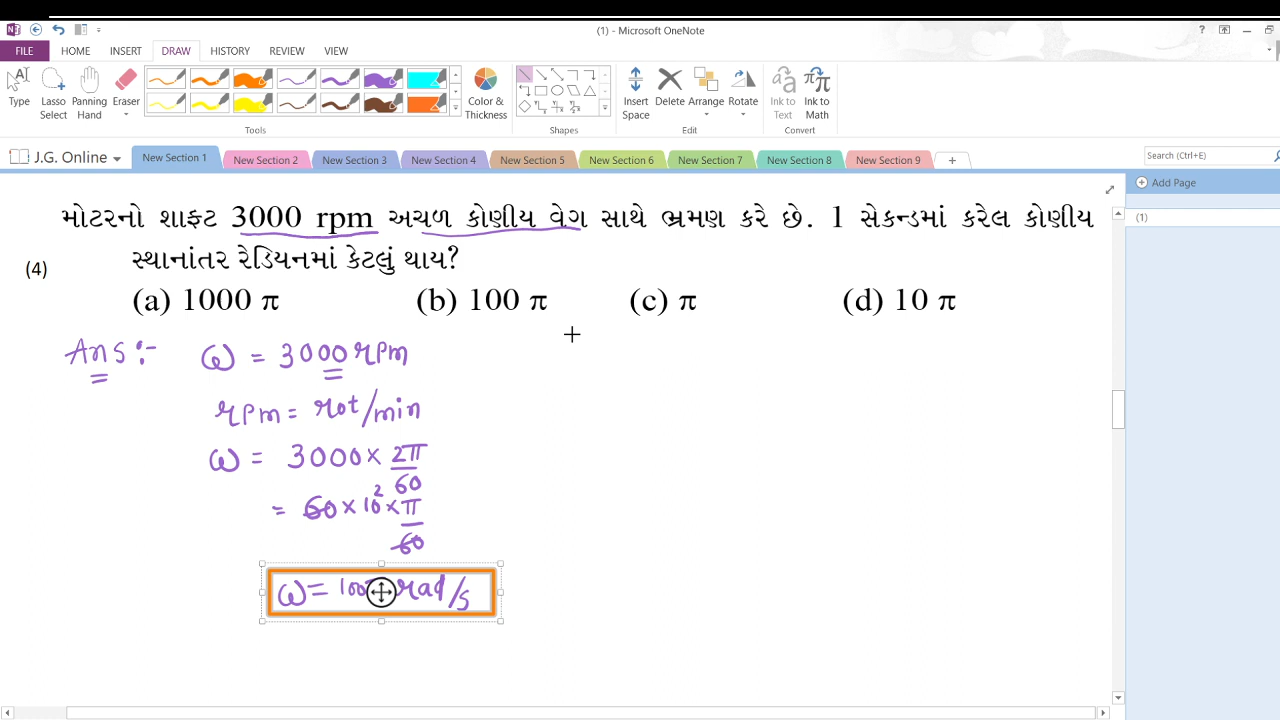 (1) - Microsoft OneNote
FILE HOME INSERT DRAW HISTORY REVIEW VIEW
Type Lasso Select Panning Hand Eraser Color & Thickness Insert Space Delete Arrange Rotate Ink to Text Ink to Math
Tools Shapes Edit Convert
J.G. Online New Section 1 New Section 2 New Section 3 New Section 4 New Section 5 New Section 6 New Section 7 New Section 8 New Section 9 Search (Ctrl+E)
Add Page
(1)
મોટરનો શાફ્ટ 3000 rpm અચળ કોણીય વેગ સાથે ભ્રમણ કરે છે. 1 સેકન્ડમાં કરેલ કોણીય
(4) સ્થાનાંતર રેડિયનમાં કેટલું થાય?
(a) 1000 π (b) 100 π (c) π (d) 10 π
Ans :- ω = 3000 rpm
rpm = rot/min
ω = 3000 × 2π/60
= 60 × 10² × π/60
ω = 100 rad/s